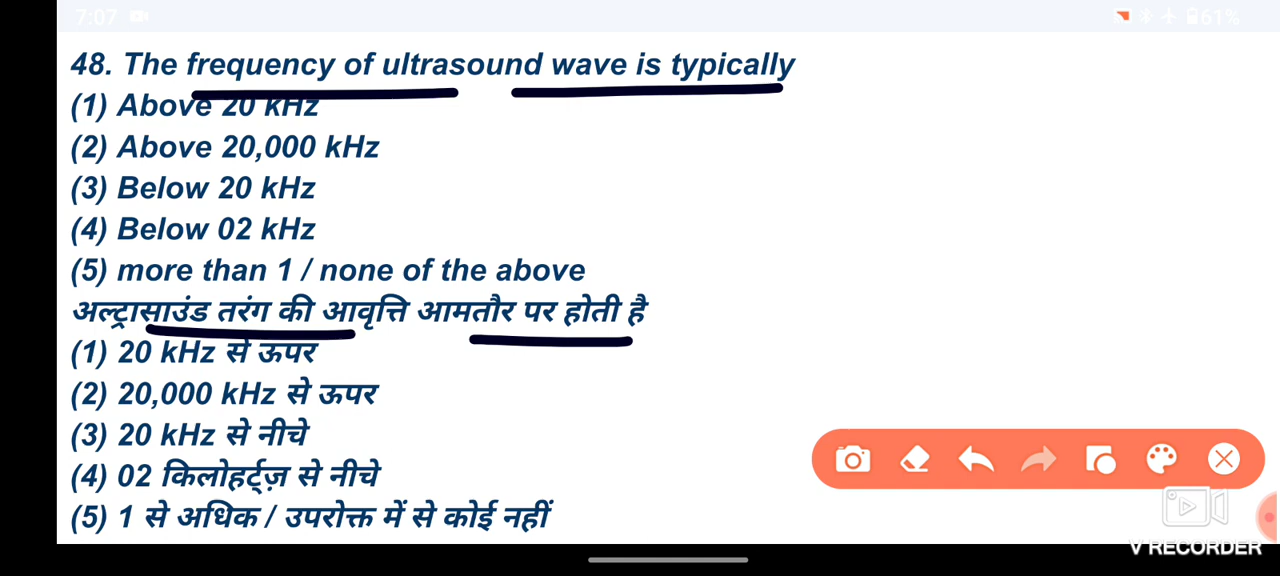 7:07
61%
48. The frequency of ultrasound wave is typically
(1) Above 20 kHz
(2) Above 20,000 kHz
(3) Below 20 kHz
(4) Below 02 kHz
(5) more than 1 / none of the above
अल्ट्रासाउंड तरंग की आवृत्ति आमतौर पर होती है
(1) 20 kHz से ऊपर
(2) 20,000 kHz से ऊपर
(3) 20 kHz से नीचे
(4) 02 किलोहर्ट्ज़ से नीचे
(5) 1 से अधिक / उपरोक्त में से कोई नहीं
V RECORDER